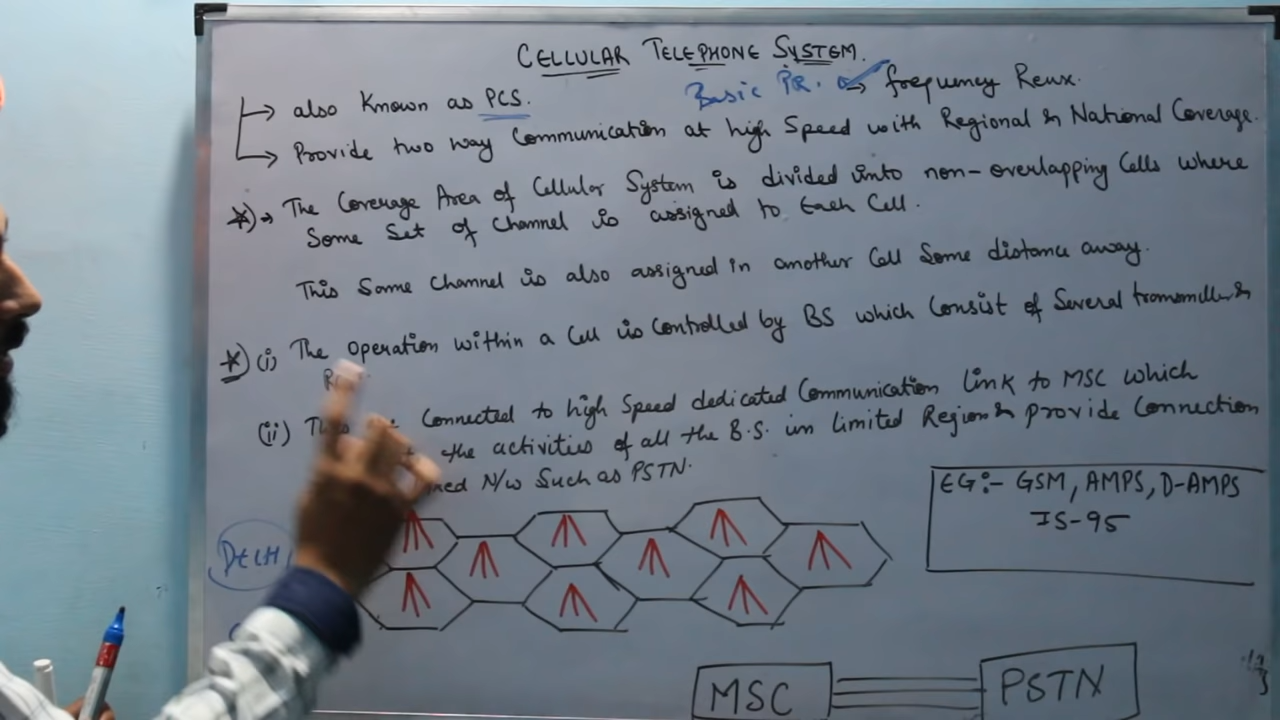 CELLULAR TELEPHONE SYSTEM.
Basic PR. → frequency Reux.
→ also Known as PCS.
→ Provide two way Communication at high Speed with Regional & National Coverage.
*)→ The Coverage Area of Cellular System is divided into non-overlapping Cells where
Some Set of Channel is assigned to Each Cell.
This Same Channel is also assigned in another Cell Some distance away.
*) (i) The Operation within a Cell is Controlled by BS which Consist of Several transmitter &
(ii) Connected to high Speed dedicated Communication link to MSC which
the activities of all the B.S. in limited Region & provide Connection
N/w Such as PSTN.
EG:- GSM, AMPS, D-AMPS
IS-95
DELH
MSC
PSTN